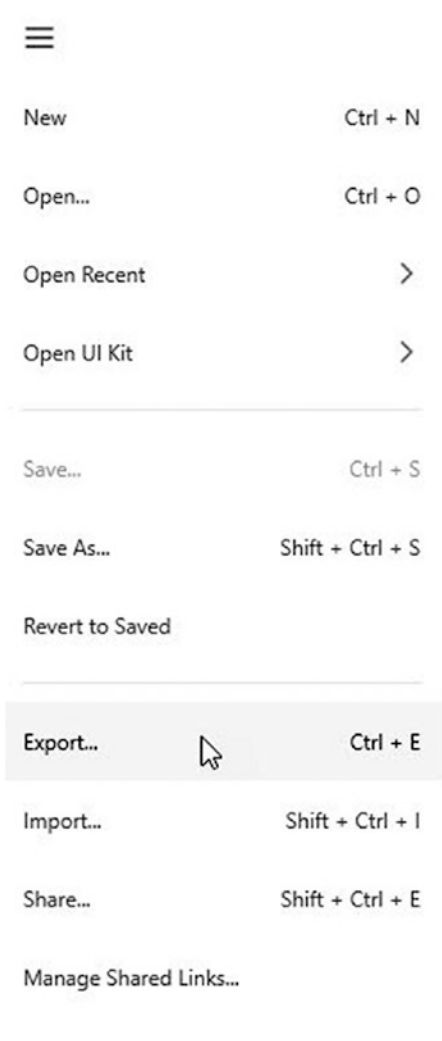 New Ctrl + N
Open... Ctrl + O
Open Recent
Open UI Kit
Save... Ctrl + S
Save As... Shift + Ctrl + S
Revert to Saved
Export... Ctrl + E
Import... Shift + Ctrl + I
Share... Shift + Ctrl + E
Manage Shared Links...